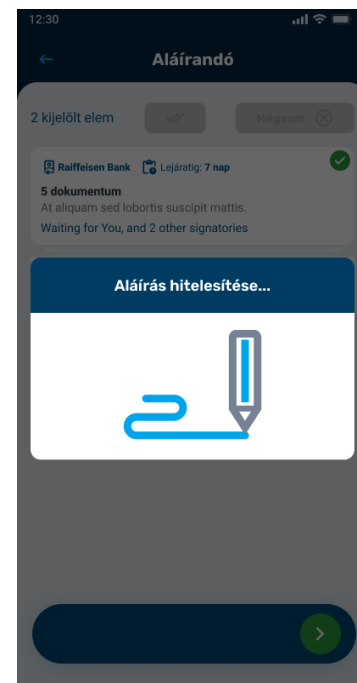 12:30
Aláírandó
2 kijelölt elem
Mégsem
Raiffeisen Bank Lejáratig: 7 nap
5 dokumentum
At aliquam sed lobortis suscipit mattis.
Waiting for You, and 2 other signatories
Aláírás hitelesítése...